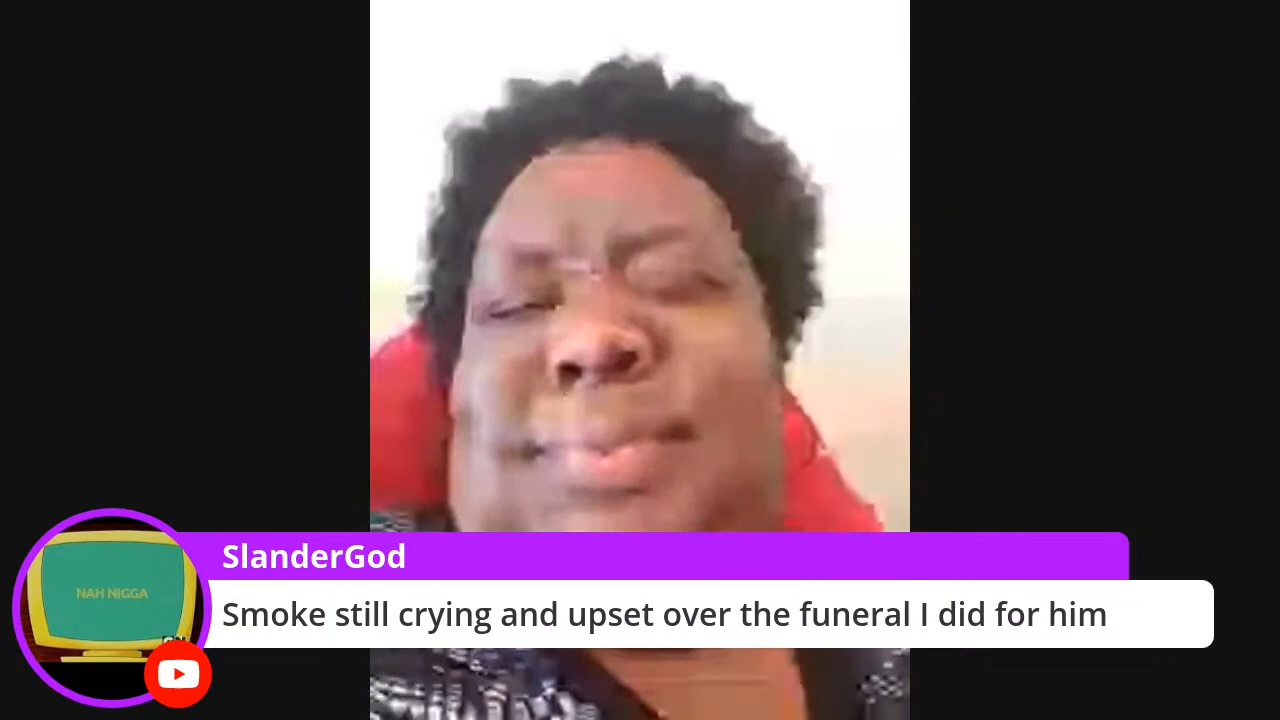 SlanderGod
NAH NIGGA
Smoke still crying and upset over the funeral I did for him